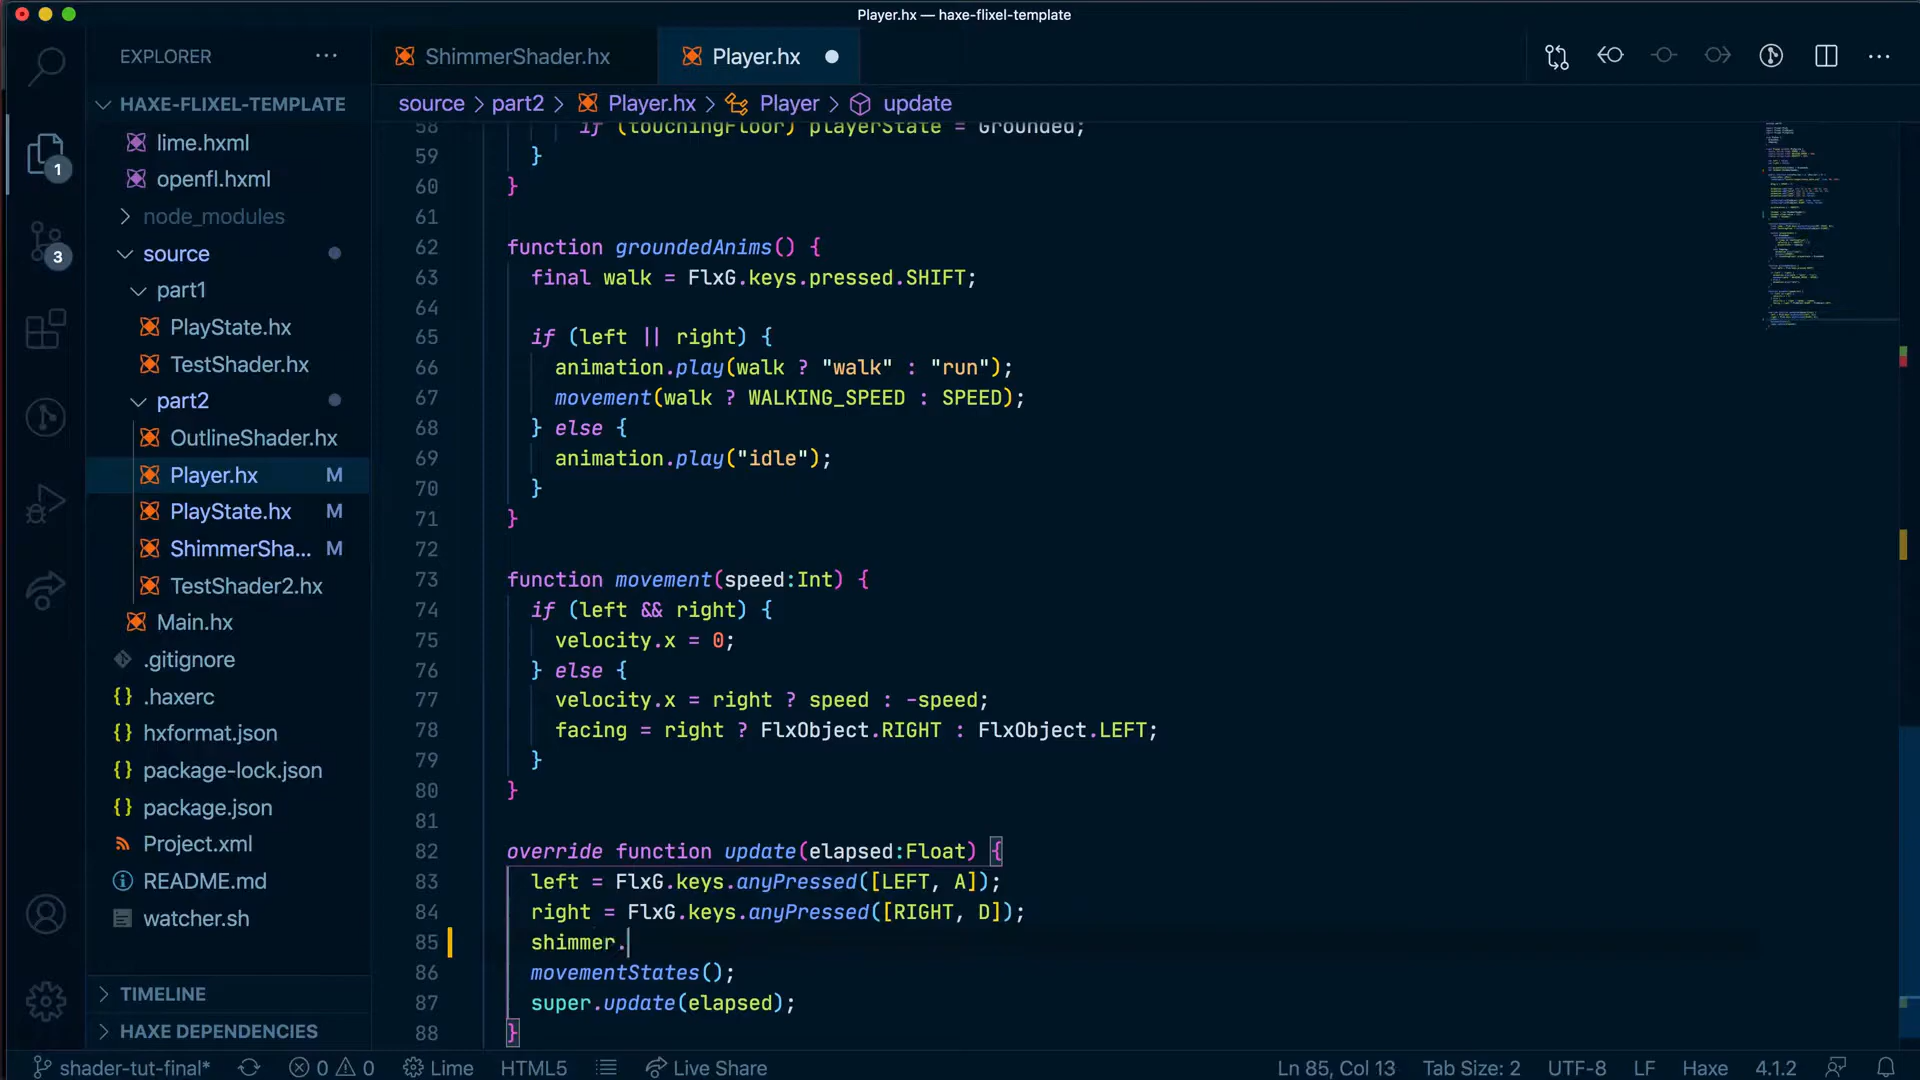 Player.hx — haxe-flixel-template
EXPLORER
HAXE-FLIXEL-TEMPLATE
lime.hxml
openfl.hxml
node_modules
source
part1
PlayState.hx
TestShader.hx
part2
OutlineShader.hx
Player.hx M
PlayState.hx M
ShimmerSha... M
TestShader2.hx
Main.hx
.gitignore
.haxerc
hxformat.json
package-lock.json
package.json
Project.xml
README.md
watcher.sh
TIMELINE
HAXE DEPENDENCIES
1
3
ShimmerShader.hx
Player.hx
source > part2 > Player.hx > Player > update
58 if (touchingFloor) playerState = Grounded;
59 }
60 }
61
62 function groundedAnims() {
63 final walk = FlxG.keys.pressed.SHIFT;
64
65 if (left || right) {
66 animation.play(walk ? "walk" : "run");
67 movement(walk ? WALKING_SPEED : SPEED);
68 } else {
69 animation.play("idle");
70 }
71 }
72
73 function movement(speed:Int) {
74 if (left && right) {
75 velocity.x = 0;
76 } else {
77 velocity.x = right ? speed : -speed;
78 facing = right ? FlxObject.RIGHT : FlxObject.LEFT;
79 }
80 }
81
82 override function update(elapsed:Float) {
83 left = FlxG.keys.anyPressed([LEFT, A]);
84 right = FlxG.keys.anyPressed([RIGHT, D]);
85 shimmer.
86 movementStates();
87 super.update(elapsed);
88 }
shader-tut-final* 0 0 Lime HTML5 Live Share Ln 85, Col 13 Tab Size: 2 UTF-8 LF Haxe 4.1.2